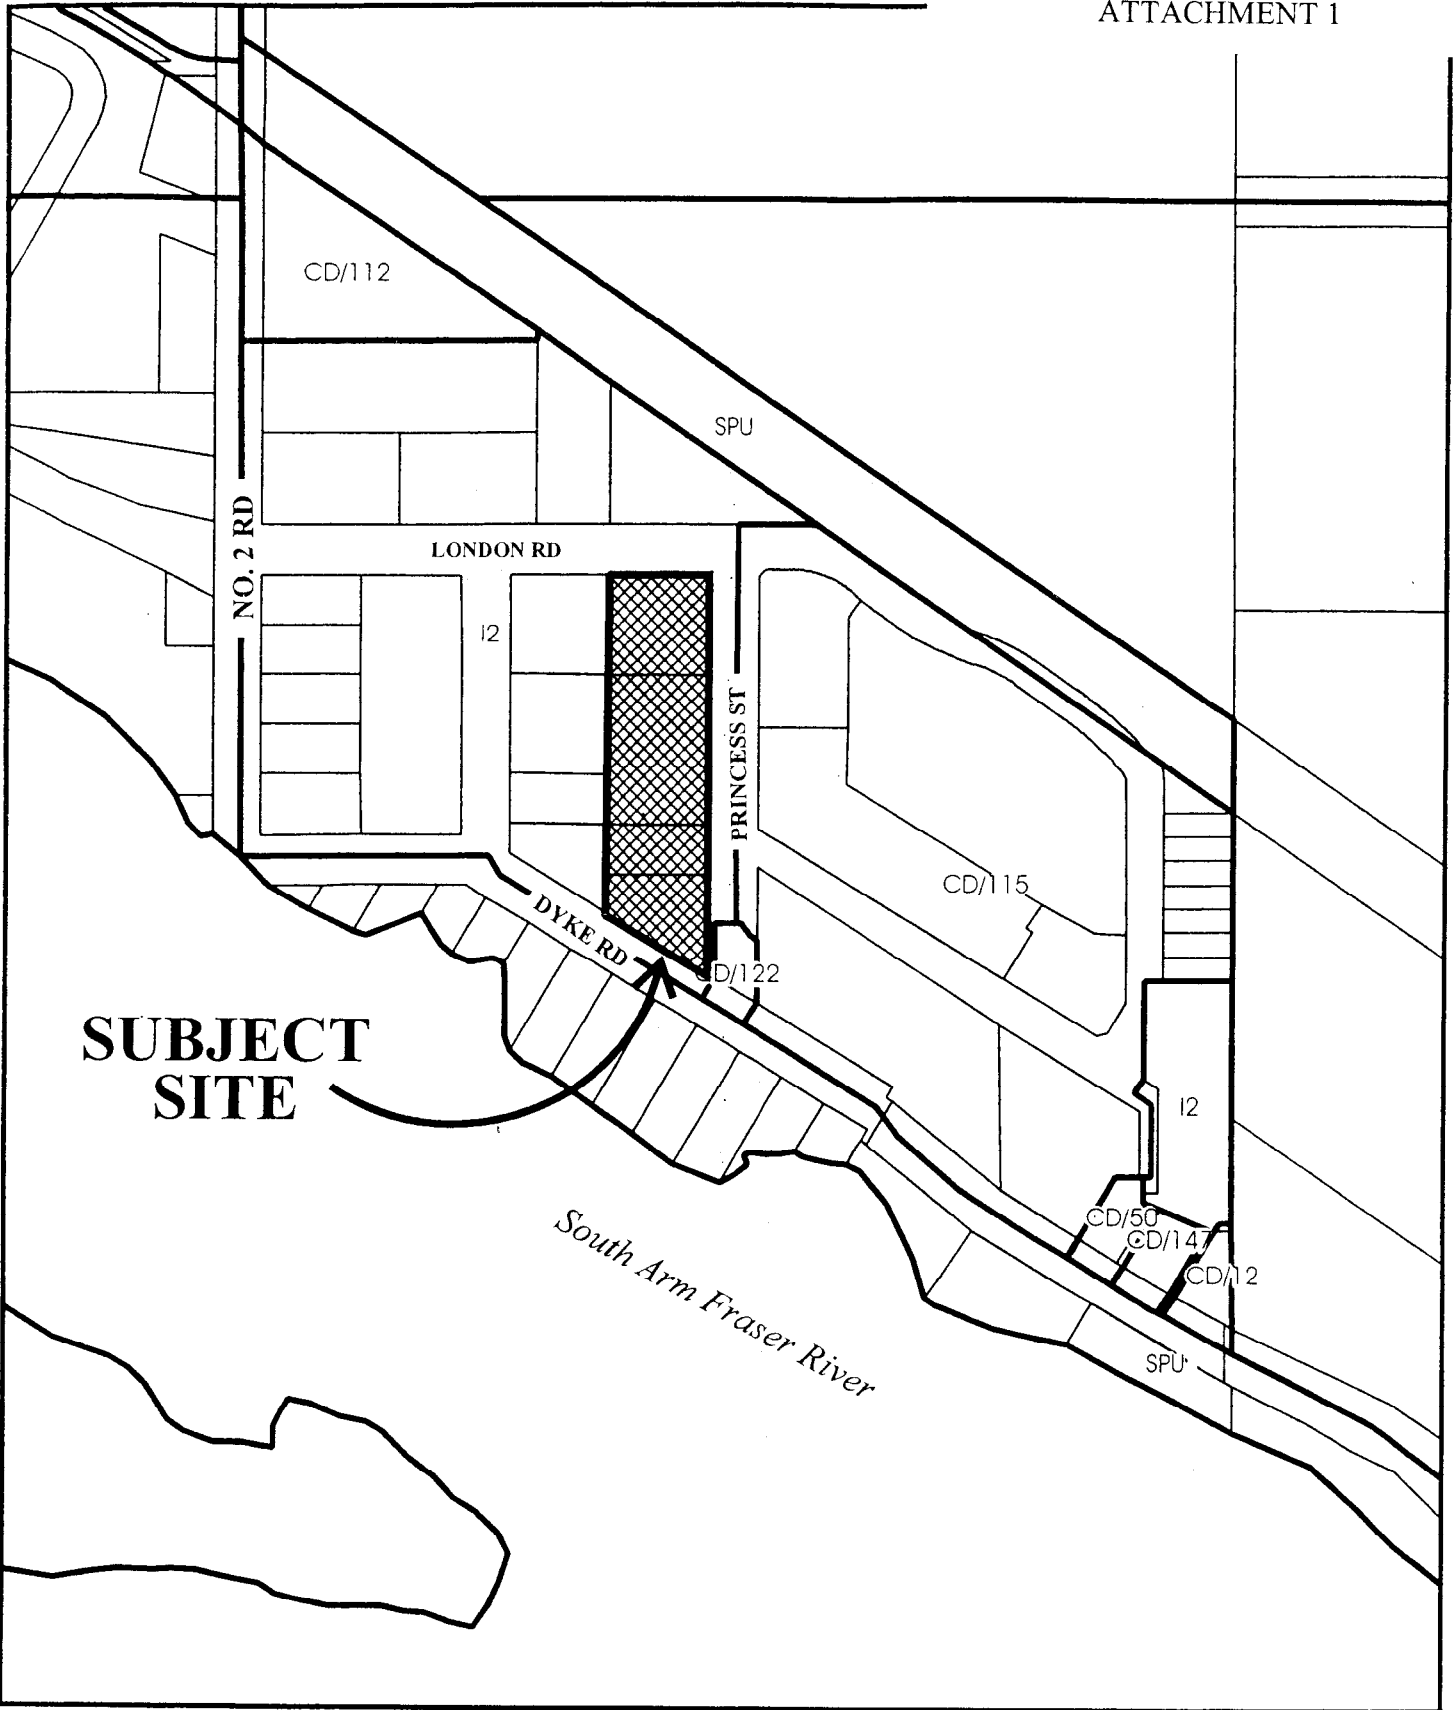 ATTACHMENT 1
CD/112
SPU
NO. 2 RD
LONDON RD
I2
PRINCESS ST
CD/115
DYKE RD
CD/122
SUBJECT
SITE
I2
CD/50
CD/147
CD/12
South Arm Fraser River
SPU